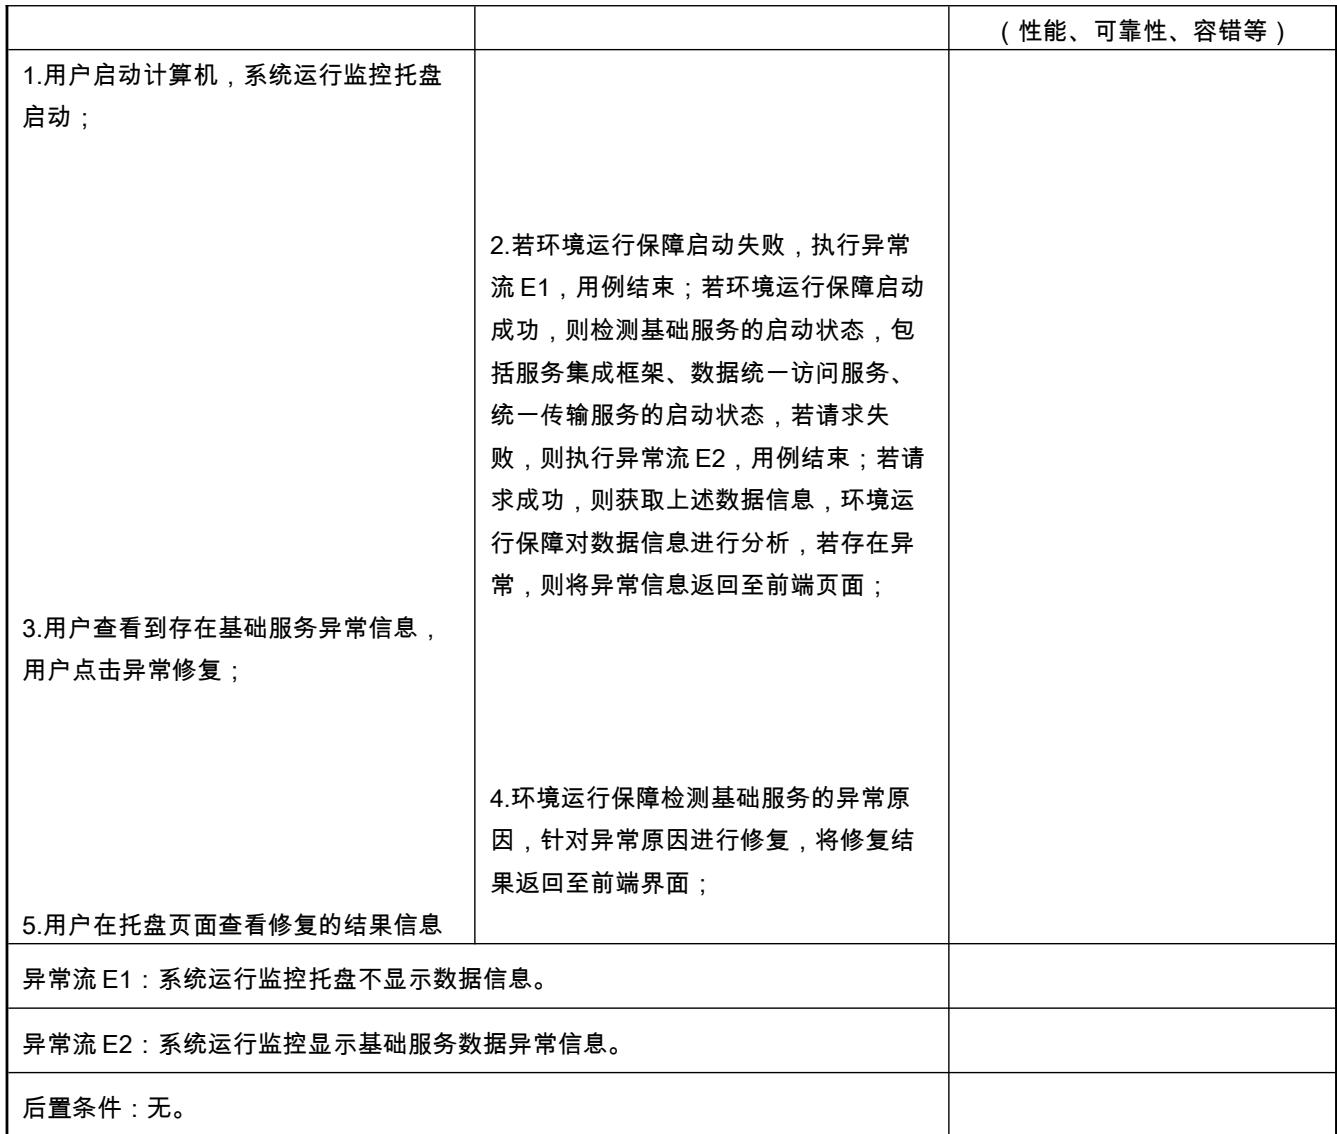 （性能、可靠性、容错等）
1.用户启动计算机，系统运行监控托盘
启动；
2.若环境运行保障启动失败，执行异常
流 E1，用例结束；若环境运行保障启动
成功，则检测基础服务的启动状态，包
括服务集成框架、数据统一访问服务、
统一传输服务的启动状态，若请求失
败，则执行异常流 E2，用例结束；若请
求成功，则获取上述数据信息，环境运
行保障对数据信息进行分析，若存在异
常，则将异常信息返回至前端页面；
3.用户查看到存在基础服务异常信息，
用户点击异常修复；
4.环境运行保障检测基础服务的异常原
因，针对异常原因进行修复，将修复结
果返回至前端界面；
5.用户在托盘页面查看修复的结果信息
异常流 E1：系统运行监控托盘不显示数据信息。
异常流 E2：系统运行监控显示基础服务数据异常信息。
后置条件：无。